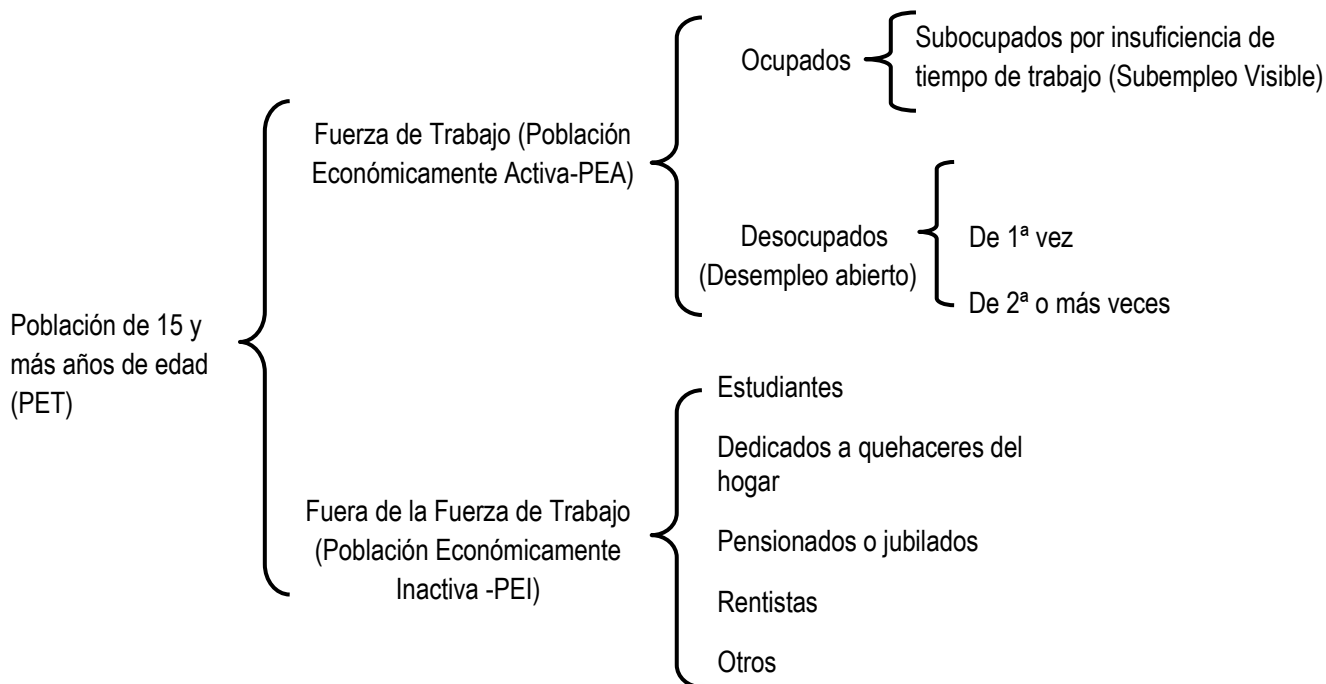 Población de 15 y
más años de edad
(PET)
Fuerza de Trabajo (Población
Económicamente Activa-PEA)
Ocupados
Subocupados por insuficiencia de
tiempo de trabajo (Subempleo Visible)
Desocupados
(Desempleo abierto)
De 1ª vez
De 2ª o más veces
Fuera de la Fuerza de Trabajo
(Población Económicamente
Inactiva -PEI)
Estudiantes
Dedicados a quehaceres del
hogar
Pensionados o jubilados
Rentistas
Otros